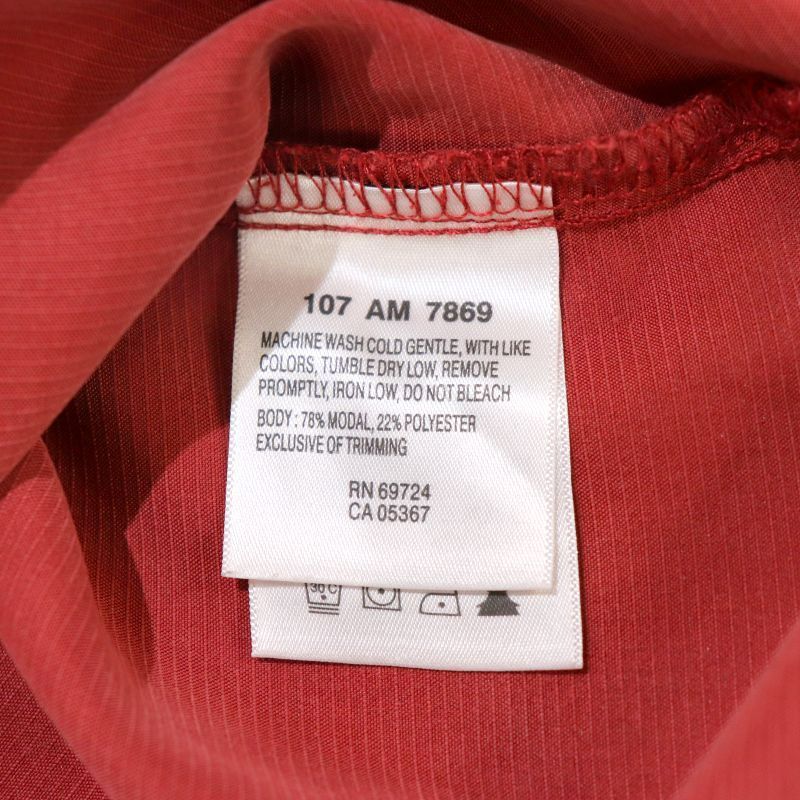 107 AM 7869
MACHINE WASH COLD GENTLE, WITH LIKE
COLORS, TUMBLE DRY LOW, REMOVE
PROMPTLY, IRON LOW, DO NOT BLEACH
BODY : 78% MODAL, 22% POLYESTER
EXCLUSIVE OF TRIMMING
RN 69724
CA 05367
30 C